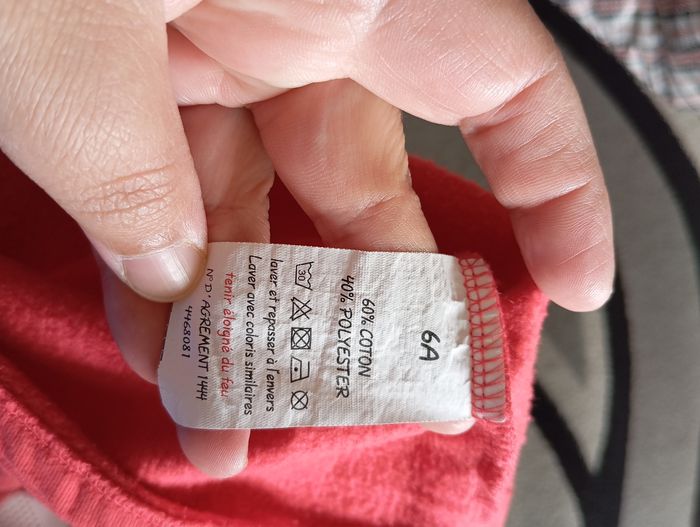 6A
60% COTON
40% POLYESTER
30
Laver avec coloris similaires
laver et repasser à l'envers
tenir éloigné du feu
N°D'AGREMENT 1444
4468081